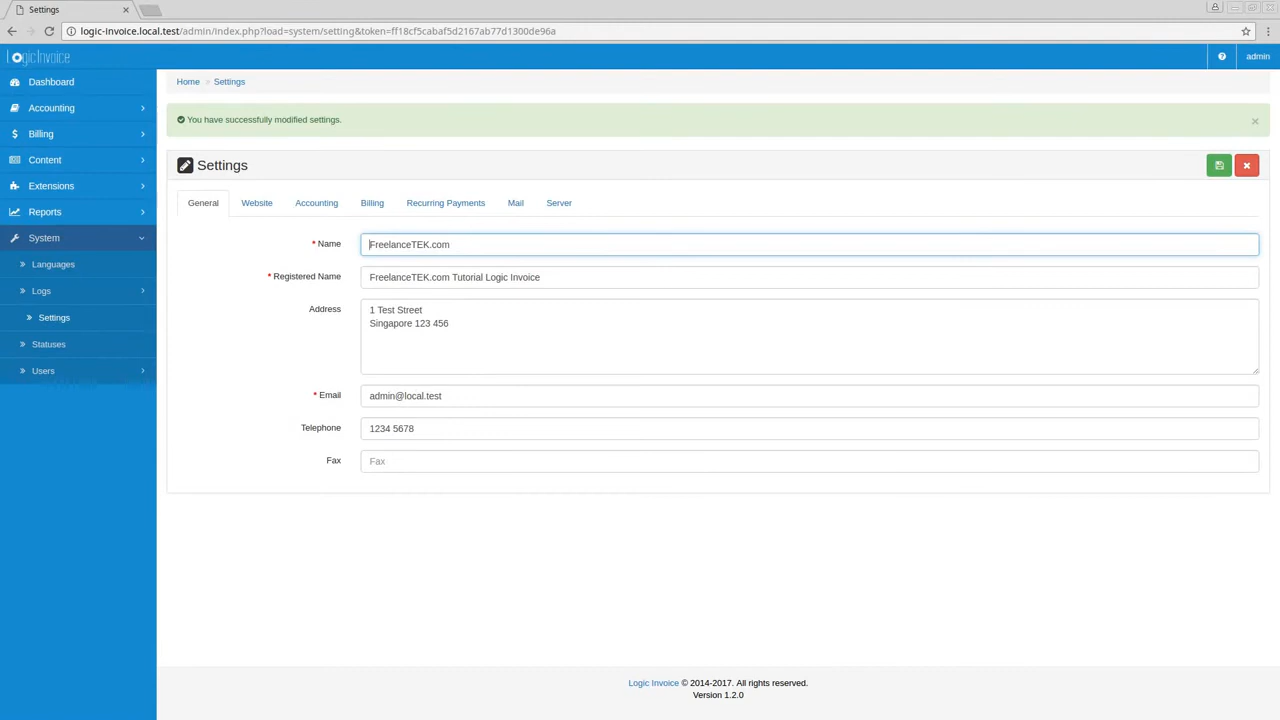 Settings
logic-invoice.local.test/admin/index.php?load=system/setting&token=ff18cf5cabaf5d2167ab77d1300de96a
LogicInvoice
admin
Dashboard
Accounting
Billing
Content
Extensions
Reports
System
Languages
Logs
Settings
Statuses
Users
Home » Settings
You have successfully modified settings.
×
Settings
General Website Accounting Billing Recurring Payments Mail Server
* Name FreelanceTEK.com
* Registered Name FreelanceTEK.com Tutorial Logic Invoice
Address 1 Test Street
Singapore 123 456
* Email admin@local.test
Telephone 1234 5678
Fax Fax
Logic Invoice © 2014-2017. All rights reserved.
Version 1.2.0